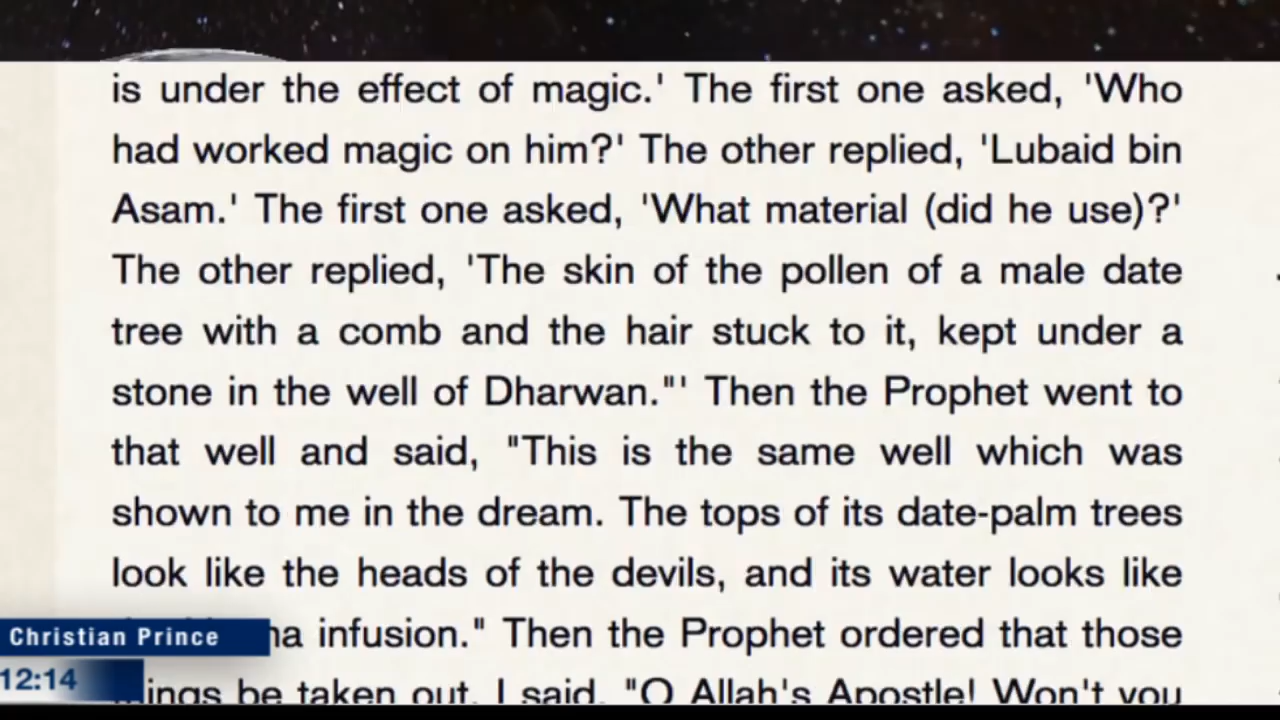 is under the effect of magic.' The first one asked, 'Who
had worked magic on him?' The other replied, 'Lubaid bin
Asam.' The first one asked, 'What material (did he use)?'
The other replied, 'The skin of the pollen of a male date
tree with a comb and the hair stuck to it, kept under a
stone in the well of Dharwan."' Then the Prophet went to
that well and said, "This is the same well which was
shown to me in the dream. The tops of its date-palm trees
look like the heads of the devils, and its water looks like
infusion." Then the Prophet ordered that those
be taken out. I said, "O Allah's Apostle! Won't you
Christian Prince
12:14